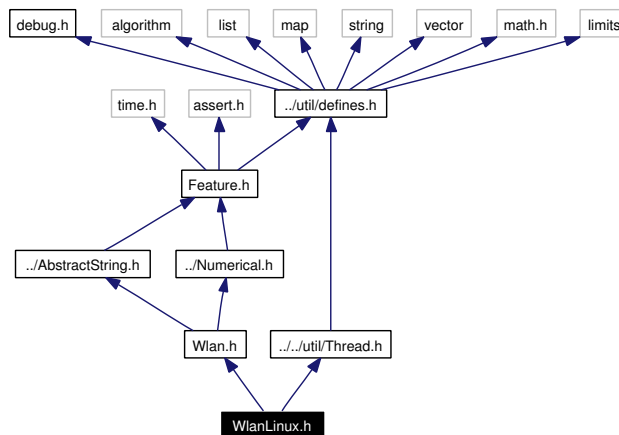 debug.h algorithm list map string vector math.h limits
time.h assert.h ../util/defines.h
Feature.h
../AbstractString.h ../Numerical.h
Wlan.h ../../util/Thread.h
WlanLinux.h